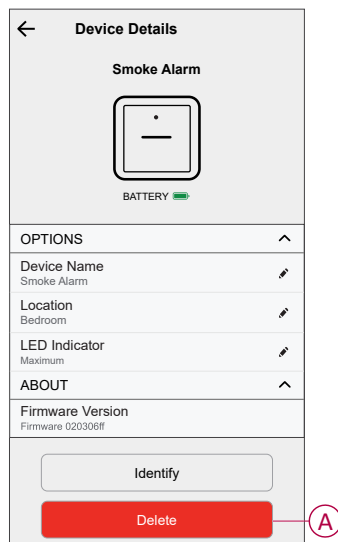 Device Details
Smoke Alarm
BATTERY
OPTIONS
Device Name
Smoke Alarm
Location
Bedroom
LED Indicator
Maximum
ABOUT
Firmware Version
Firmware 020306ff
Identify
Delete
A